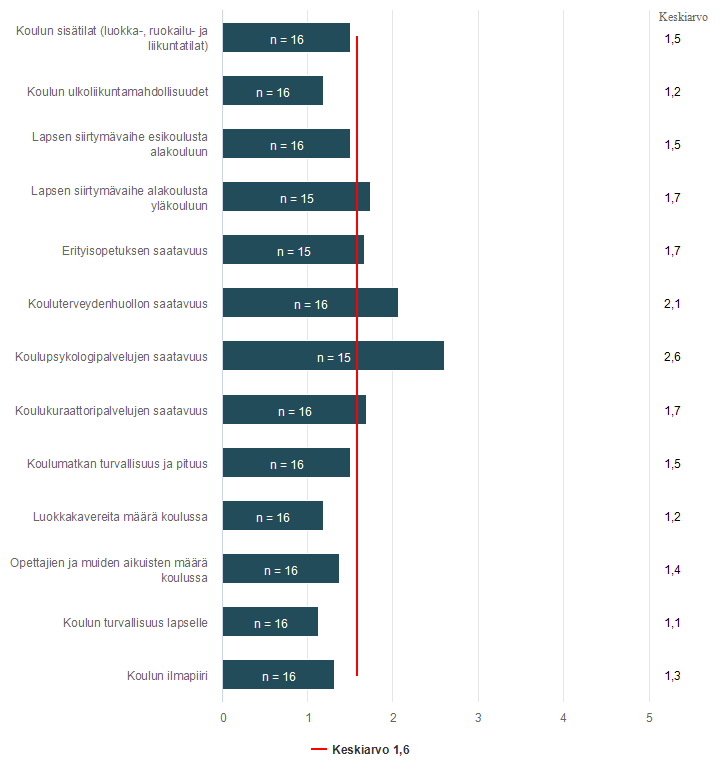 Keskiarvo
Koulun sisätilat (luokka-, ruokailu- ja
liikuntatilat)
n = 16
1,5
Koulun ulkoliikuntamahdollisuudet
n = 16
1,2
Lapsen siirtymävaihe esikoulusta
alakouluun
n = 16
1,5
Lapsen siirtymävaihe alakoulusta
yläkouluun
n = 15
1,7
Erityisopetuksen saatavuus
n = 15
1,7
Kouluterveydenhuollon saatavuus
n = 16
2,1
Koulupsykologipalvelujen saatavuus
n = 15
2,6
Koulukuraattoripalvelujen saatavuus
n = 16
1,7
Koulumatkan turvallisuus ja pituus
n = 16
1,5
Luokkakavereita määrä koulussa
n = 16
1,2
Opettajien ja muiden aikuisten määrä
koulussa
n = 16
1,4
Koulun turvallisuus lapselle
n = 16
1,1
Koulun ilmapiiri
n = 16
1,3
0 1 2 3 4 5
Keskiarvo 1,6